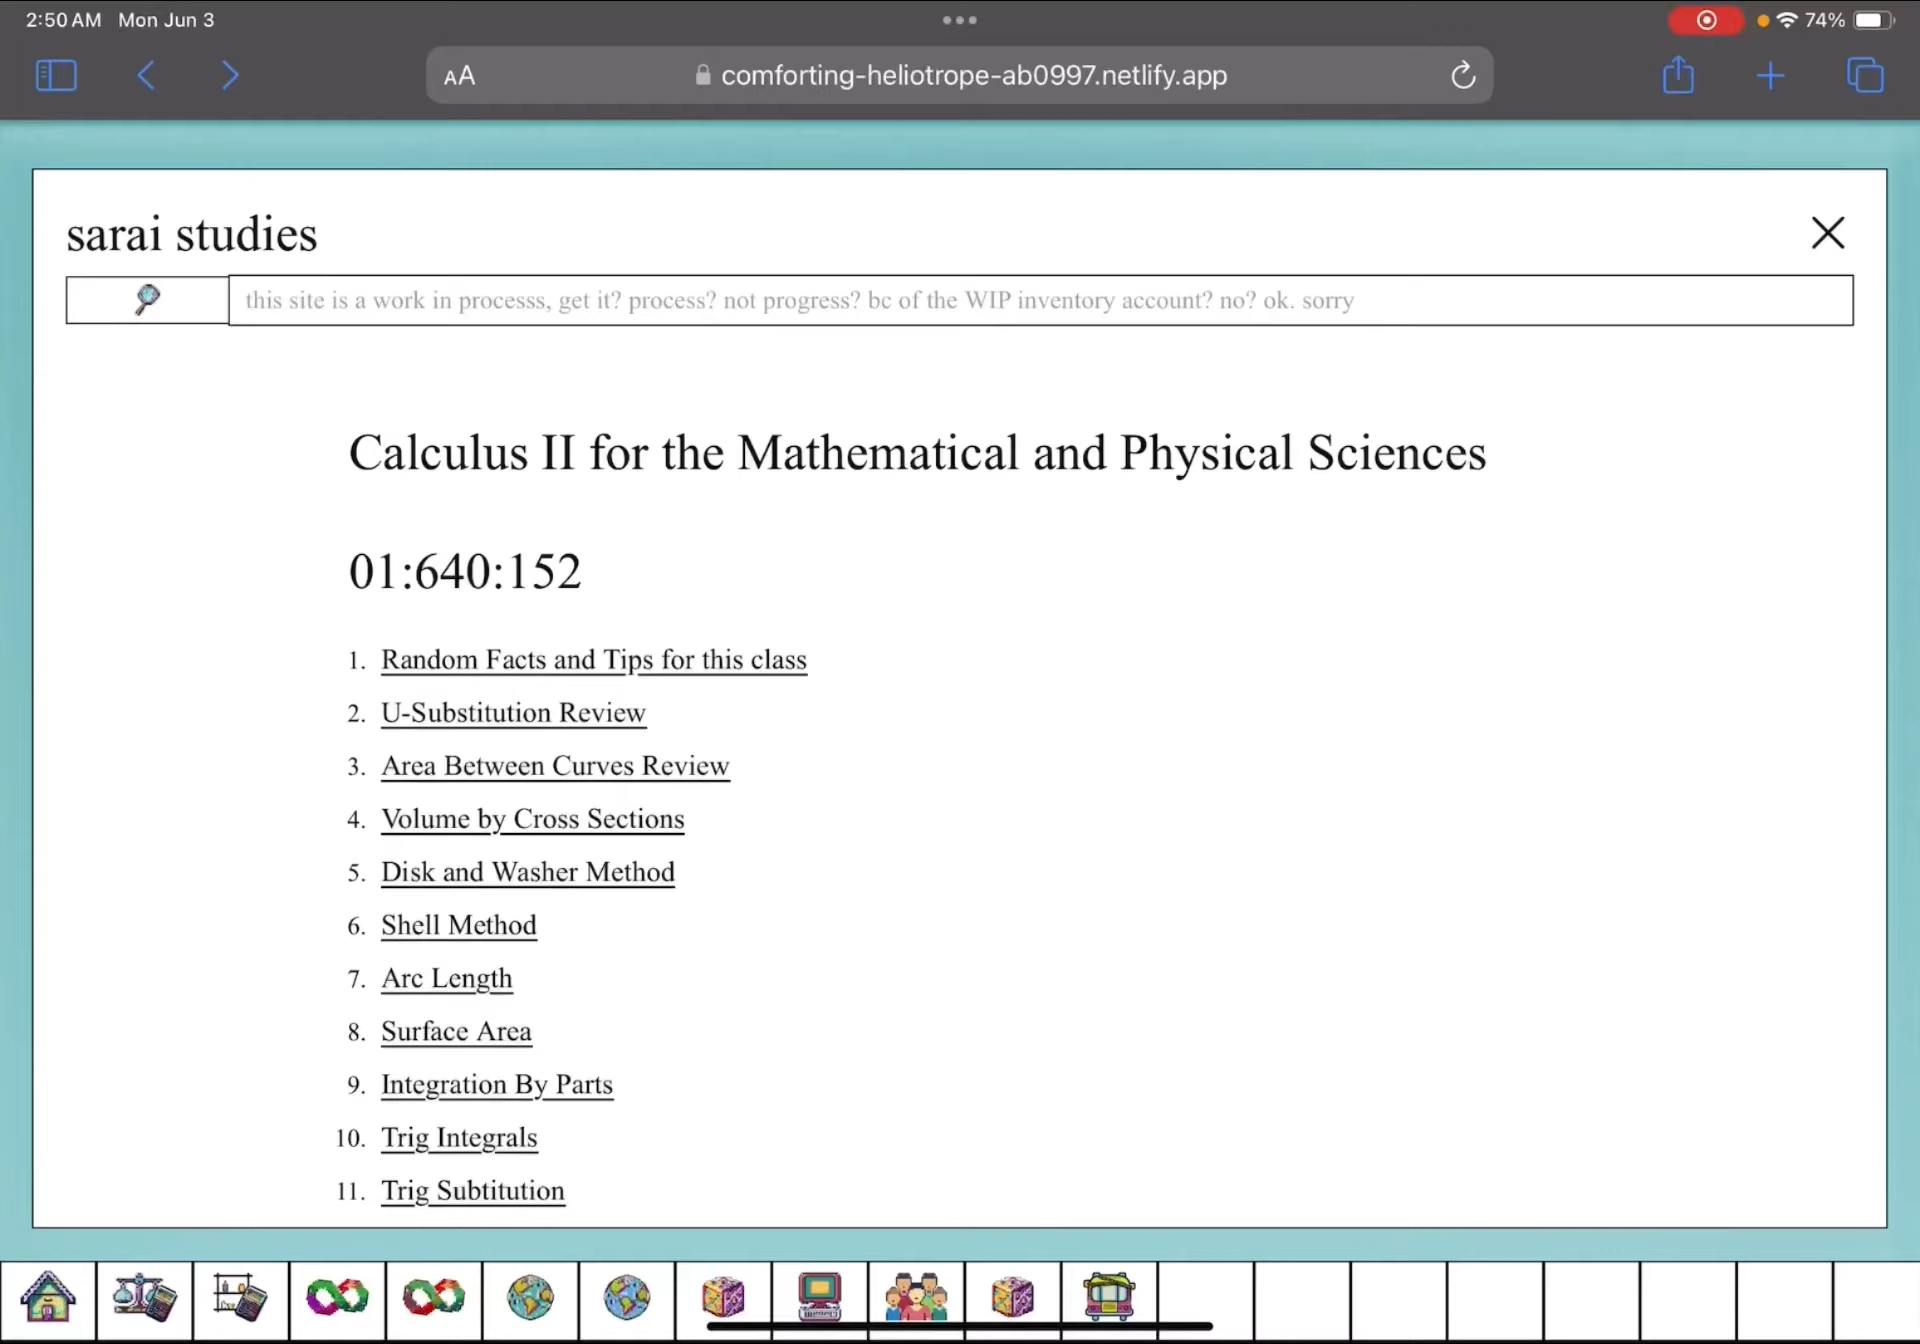 2:50 AM Mon Jun 3
74%
AA
comforting-heliotrope-ab0997.netlify.app
sarai studies
this site is a work in processs, get it? process? not progress? bc of the WIP inventory account? no? ok. sorry
Calculus II for the Mathematical and Physical Sciences
01:640:152
1. Random Facts and Tips for this class
2. U-Substitution Review
3. Area Between Curves Review
4. Volume by Cross Sections
5. Disk and Washer Method
6. Shell Method
7. Arc Length
8. Surface Area
9. Integration By Parts
10. Trig Integrals
11. Trig Subtitution